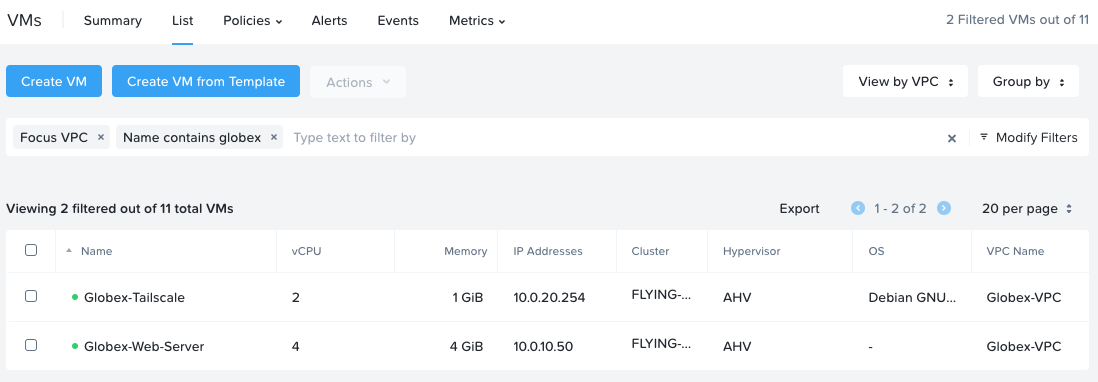 VMs Summary List Policies Alerts Events Metrics 2 Filtered VMs out of 11
Create VM Create VM from Template Actions View by VPC Group by
Focus VPC × Name contains globex × Type text to filter by × Modify Filters
Viewing 2 filtered out of 11 total VMs Export 1 - 2 of 2 20 per page
Name vCPU Memory IP Addresses Cluster Hypervisor OS VPC Name
Globex-Tailscale 2 1 GiB 10.0.20.254 FLYING-... AHV Debian GNU... Globex-VPC
Globex-Web-Server 4 4 GiB 10.0.10.50 FLYING-... AHV - Globex-VPC